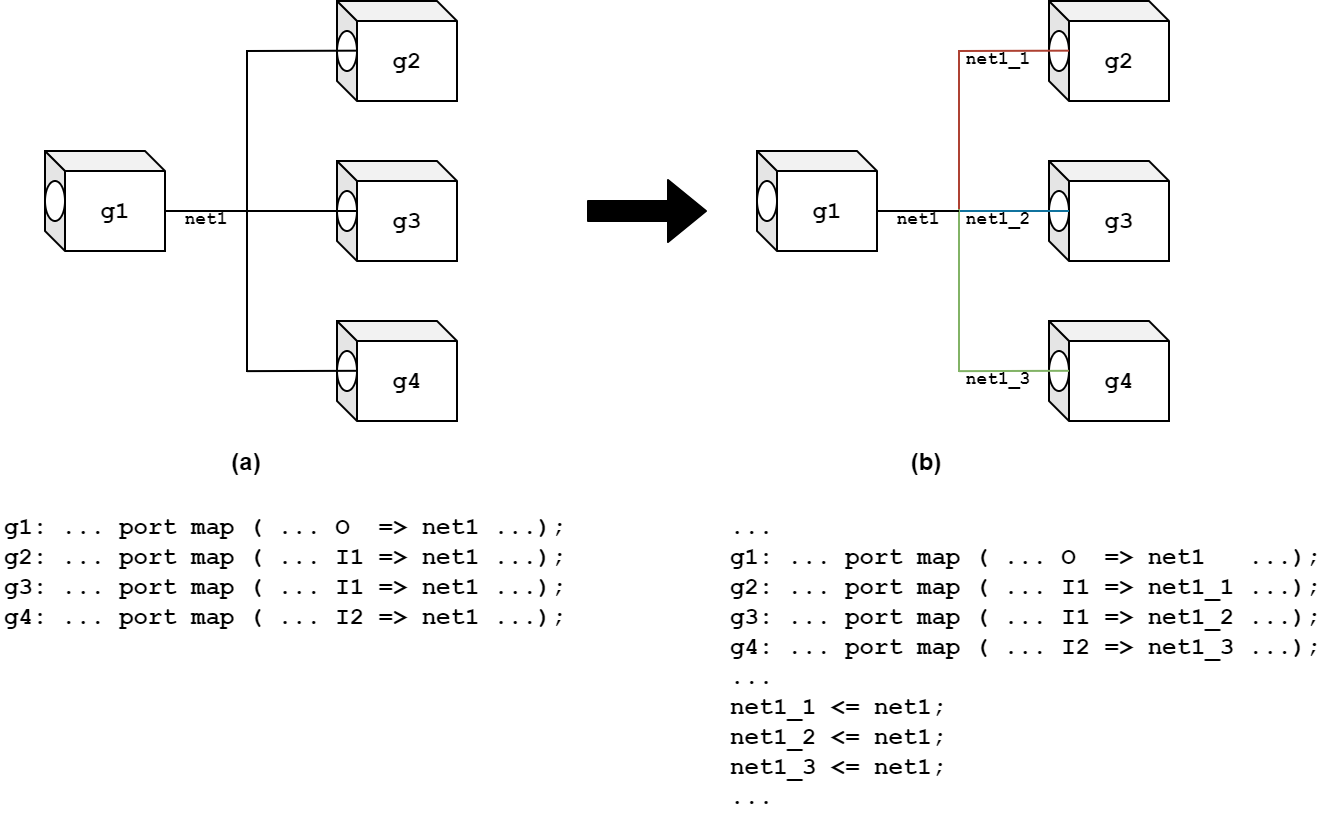 g2
g1
net1
g3
g4
(a)
g1: ... port map ( ... O  => net1 ...);
g2: ... port map ( ... I1 => net1 ...);
g3: ... port map ( ... I1 => net1 ...);
g4: ... port map ( ... I2 => net1 ...);
net1_1
g2
g1
net1
net1_2
g3
net1_3
g4
(b)
...
g1: ... port map ( ... O  => net1   ...);
g2: ... port map ( ... I1 => net1_1 ...);
g3: ... port map ( ... I1 => net1_2 ...);
g4: ... port map ( ... I2 => net1_3 ...);
...
net1_1 <= net1;
net1_2 <= net1;
net1_3 <= net1;
...